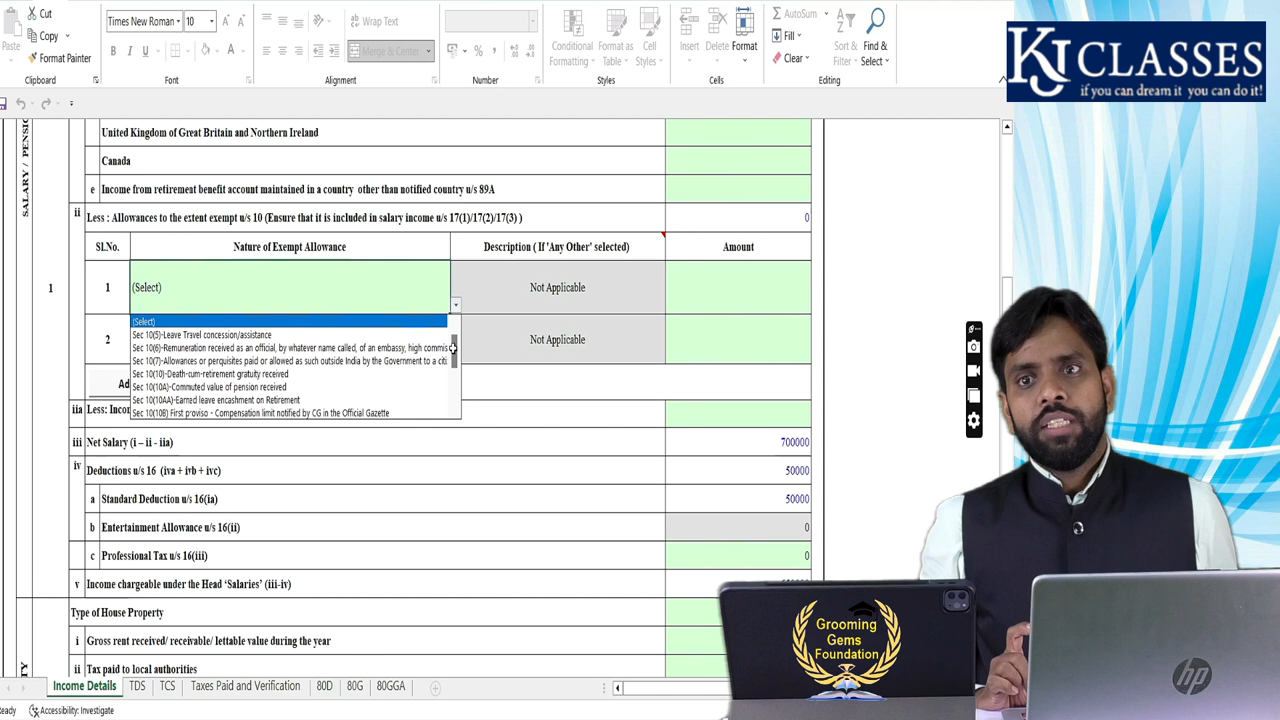 Cut
Copy
Format Painter
Paste
Clipboard
Times New Roman
10
B I U
A
Font
Wrap Text
Merge & Center
Alignment
%
Number
Conditional Formatting
Format as Table
Cell Styles
Styles
Insert
Delete
Format
Cells
AutoSum
Fill
Clear
Sort & Filter
Find & Select
Editing
KJ CLASSES
if you can dream it you can do it!
SALARY / PENSIO
United Kingdom of Great Britain and Northern Ireland
Canada
e Income from retirement benefit account maintained in a country other than notified country u/s 89A
ii Less : Allowances to the extent exempt u/s 10 (Ensure that it is included in salary income u/s 17(1)/17(2)/17(3) ) 0
Sl.No. Nature of Exempt Allowance Description ( If 'Any Other' selected) Amount
1
1 (Select) Not Applicable
(Select)
Sec 10(5)-Leave Travel concession/assistance
2 Not Applicable
Sec 10(6)-Remuneration received as an official, by whatever name called, of an embassy, high commis
Sec 10(7)-Allowances or perquisites paid or allowed as such outside India by the Government to a citi
Sec 10(10)-Death-cum-retirement gratuity received
Ad
Sec 10(10A)-Commuted value of pension received
Sec 10(10AA)-Earned leave encashment on Retirement
iia Less: Incor
Sec 10(10B) First proviso - Compensation limit notified by CG in the Official Gazette
iii Net Salary (i – ii - iia) 700000
iv Deductions u/s 16 (iva + ivb + ivc) 50000
a Standard Deduction u/s 16(ia) 50000
b Entertainment Allowance u/s 16(ii) 0
c Professional Tax u/s 16(iii) 0
v Income chargeable under the Head ‘Salaries’ (iii-iv)
Type of House Property
i Gross rent received/ receivable/ lettable value during the year
ii Tax paid to local authorities
Income Details TDS TCS Taxes Paid and Verification 80D 80G 80GGA
eady Accessibility: Investigate
Grooming
Gems
Foundation
hp